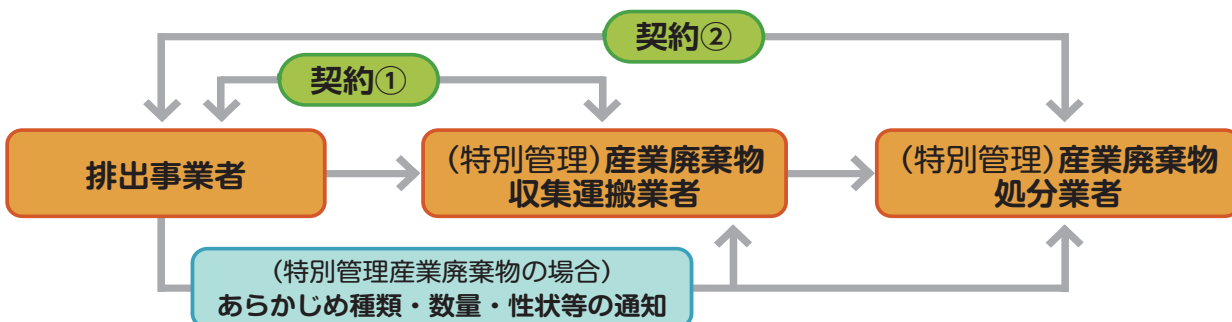 契約②
契約①
排出事業者
(特別管理)産業廃棄物
収集運搬業者
(特別管理)産業廃棄物
処分業者
(特別管理産業廃棄物の場合)
あらかじめ種類・数量・性状等の通知